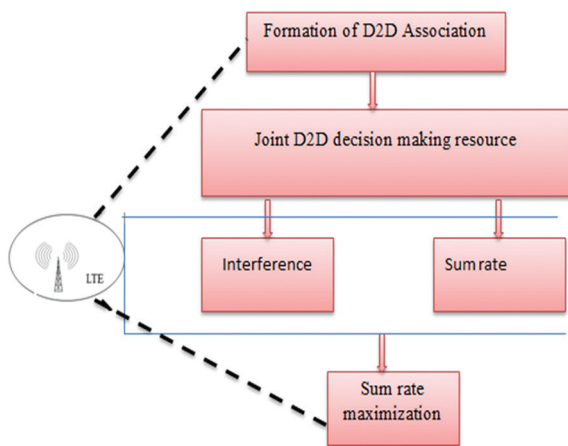 Formation of D2D Association
Joint D2D decision making resource
Interference
Sum rate
LTE
Sum rate
maximization